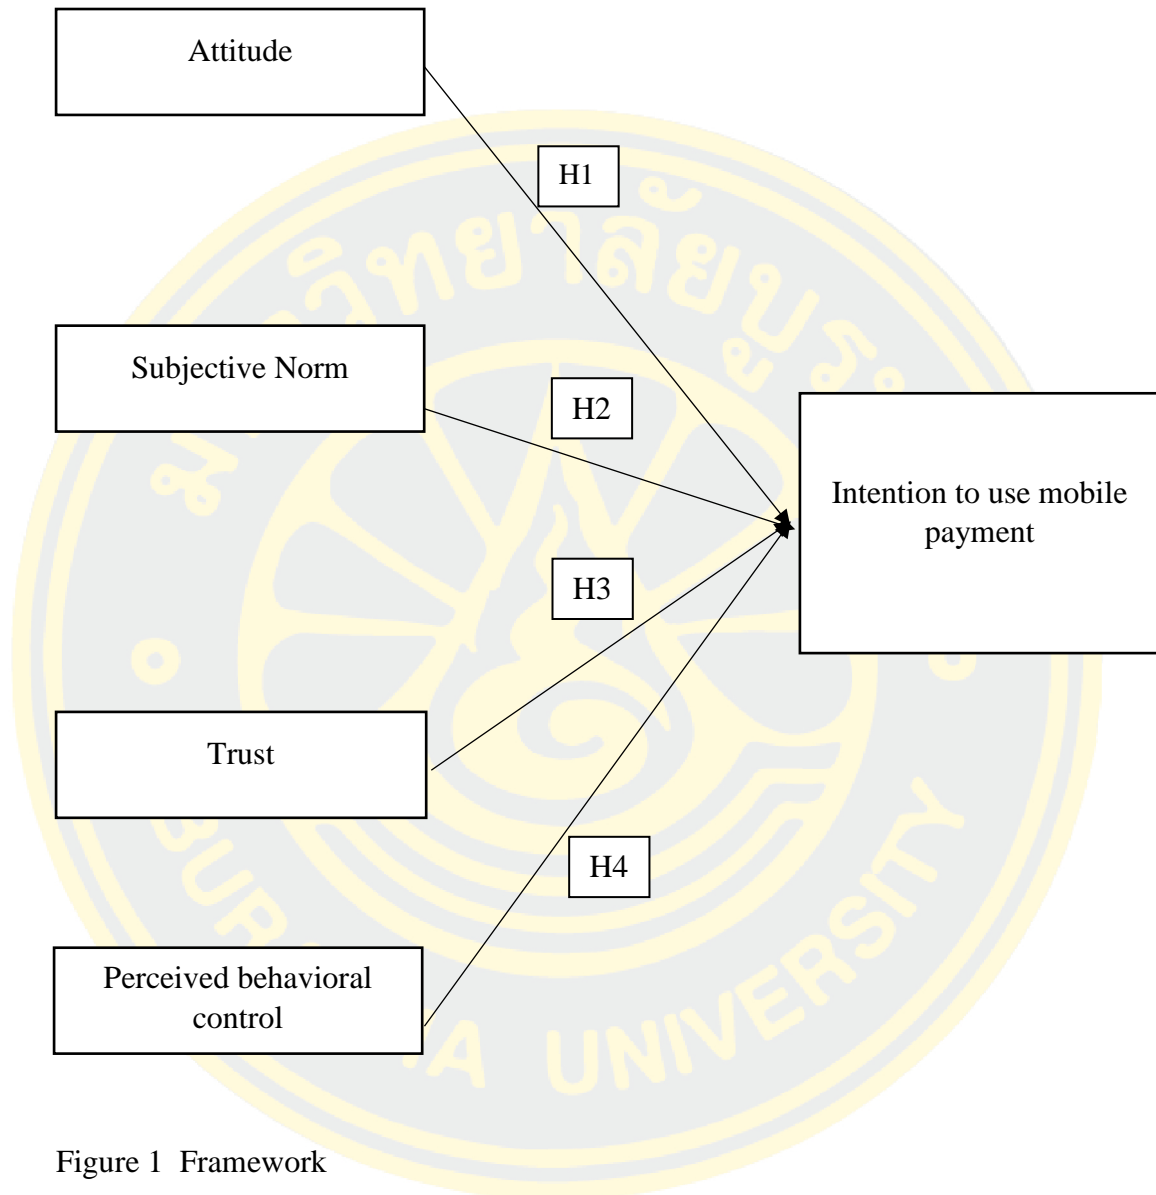 Attitude
H1
Subjective Norm
H2
Intention to use mobile
payment
H3
Trust
H4
Perceived behavioral
control
Figure 1 Framework
UNIVERSITY